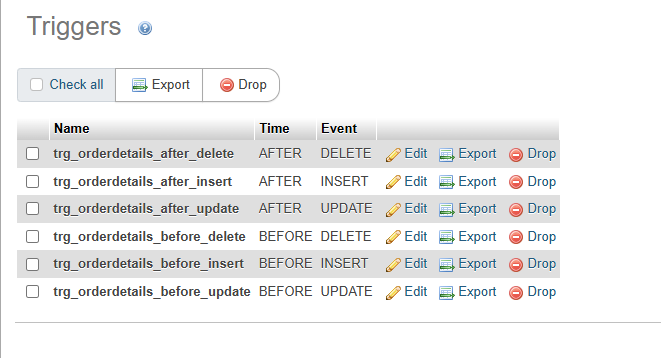 Triggers
Check all Export Drop
Name Time Event
trg_orderdetails_after_delete AFTER DELETE Edit Export Drop
trg_orderdetails_after_insert AFTER INSERT Edit Export Drop
trg_orderdetails_after_update AFTER UPDATE Edit Export Drop
trg_orderdetails_before_delete BEFORE DELETE Edit Export Drop
trg_orderdetails_before_insert BEFORE INSERT Edit Export Drop
trg_orderdetails_before_update BEFORE UPDATE Edit Export Drop